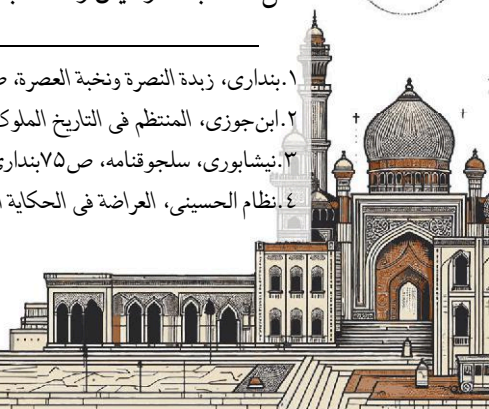 ۱.بنداری، زبدة النصرة ونخبة العصرة،
۲.ابن‌جوزی، المنتظم فی التاریخ الملوک
۳.نیشابوری، سلجوقنامه، ص۷۵بنداری
٤.نظام الحسینی، العراضة فی الحکایة